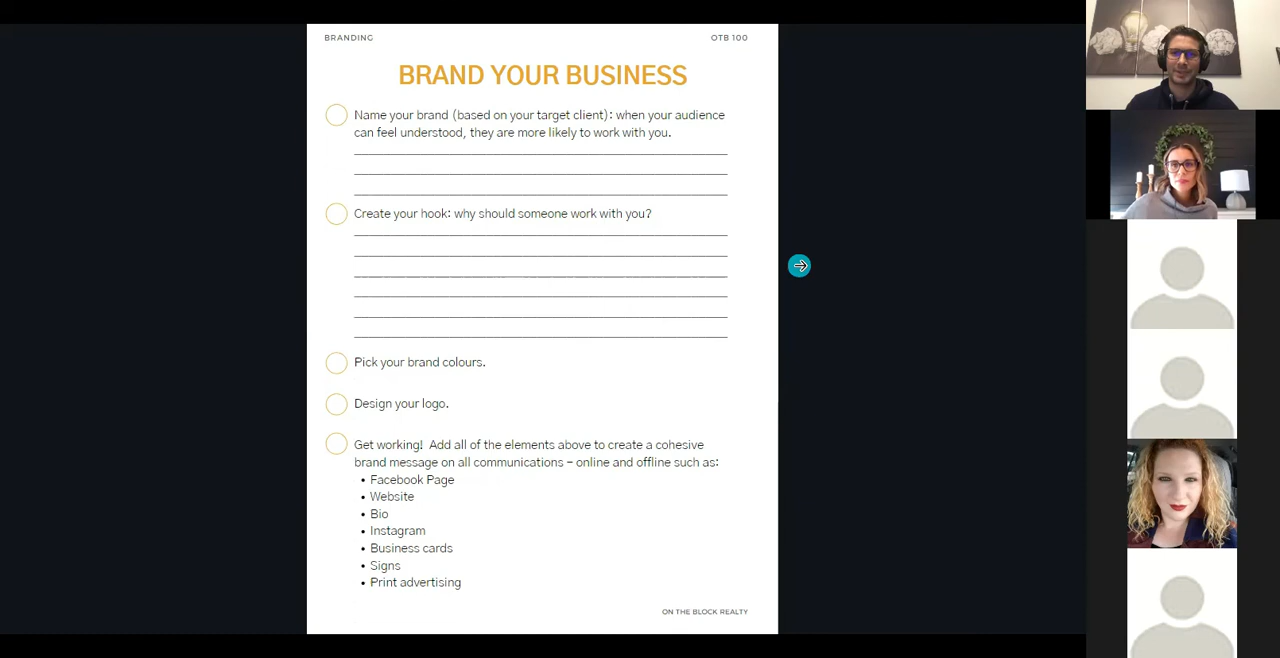 BRANDING
OTB 100
BRAND YOUR BUSINESS
Name your brand (based on your target client): when your audience
can feel understood, they are more likely to work with you.
Create your hook: why should someone work with you?
Pick your brand colours.
Design your logo.
Get working!  Add all of the elements above to create a cohesive
brand message on all communications – online and offline such as:
• Facebook Page
• Website
• Bio
• Instagram
• Business cards
• Signs
• Print advertising
ON THE BLOCK REALTY